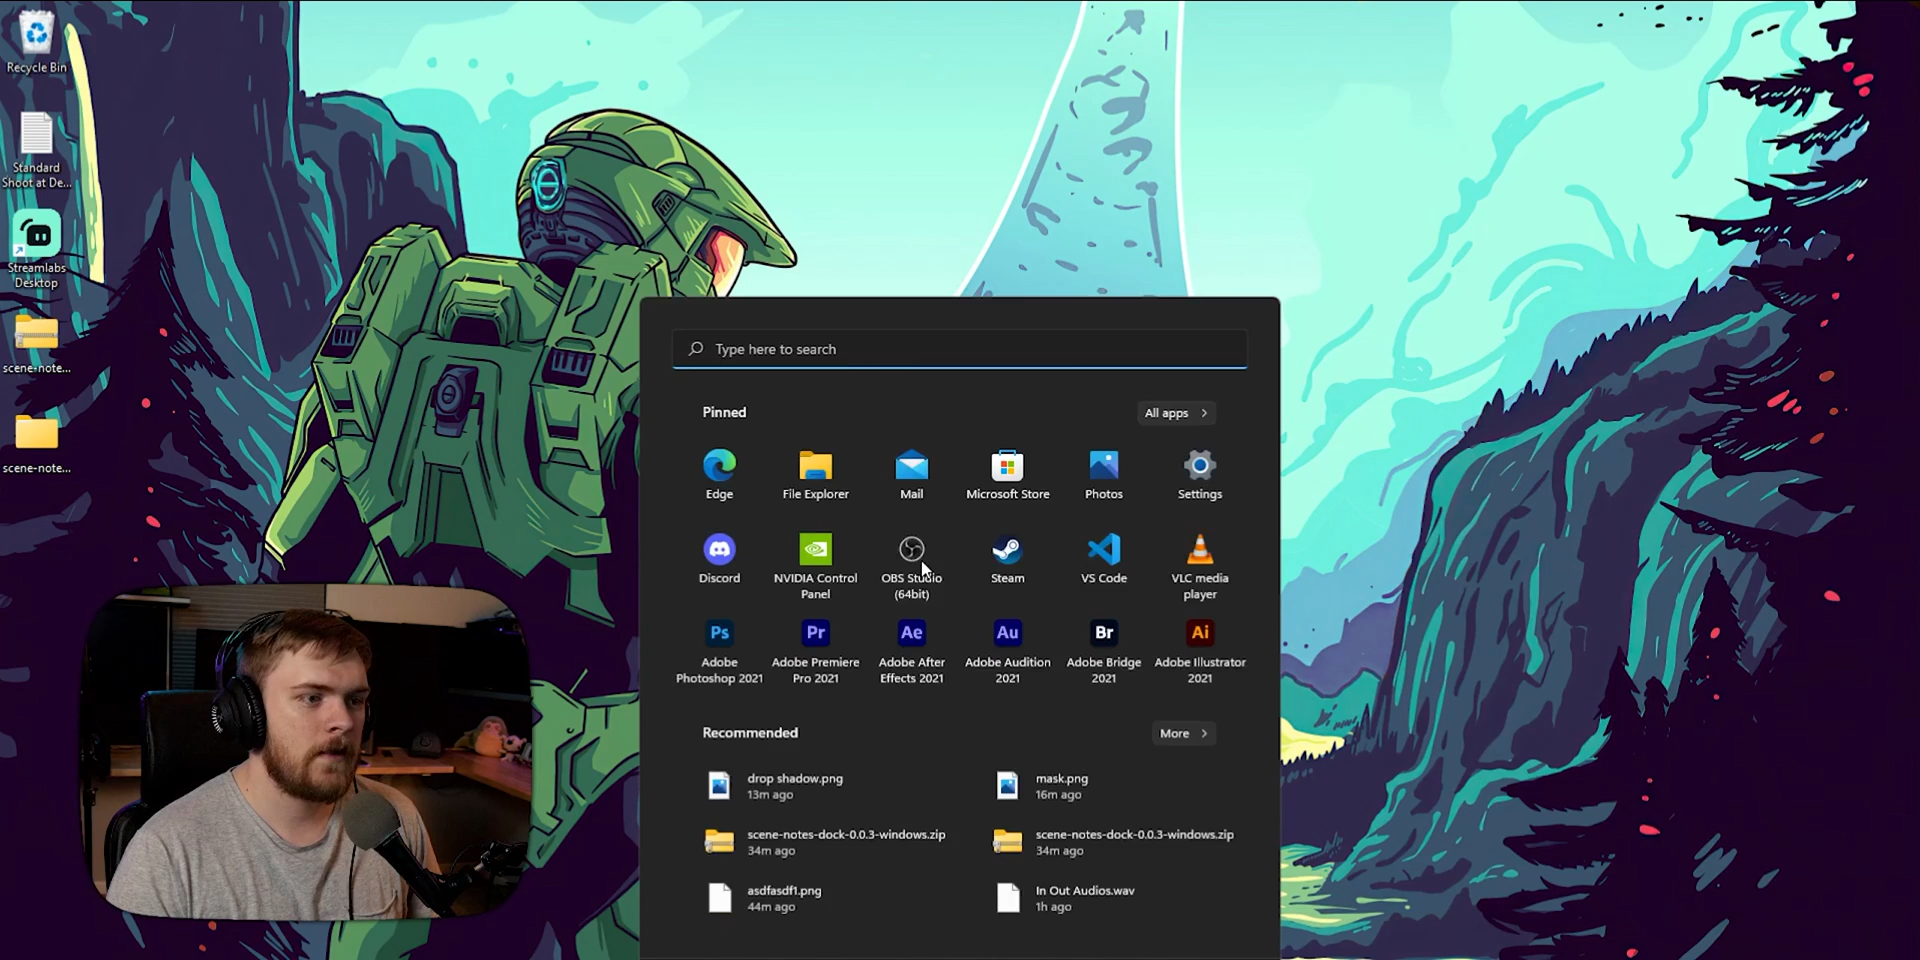 Recycle Bin
Standard
Shoot at De...
Streamlabs
Desktop
scene-note...
scene-note...
Type here to search
Pinned
All apps
Edge
File Explorer
Mail
Microsoft Store
Photos
Settings
Discord
NVIDIA Control
Panel
OBS Studio
(64bit)
Steam
VS Code
VLC media
player
Ps
Pr
Ae
Au
Br
Ai
Adobe
Photoshop 2021
Adobe Premiere
Pro 2021
Adobe After
Effects 2021
Adobe Audition
2021
Adobe Bridge
2021
Adobe Illustrator
2021
Recommended
More
drop shadow.png
13m ago
mask.png
16m ago
scene-notes-dock-0.0.3-windows.zip
34m ago
scene-notes-dock-0.0.3-windows.zip
34m ago
asdfasdf1.png
44m ago
In Out Audios.wav
1h ago